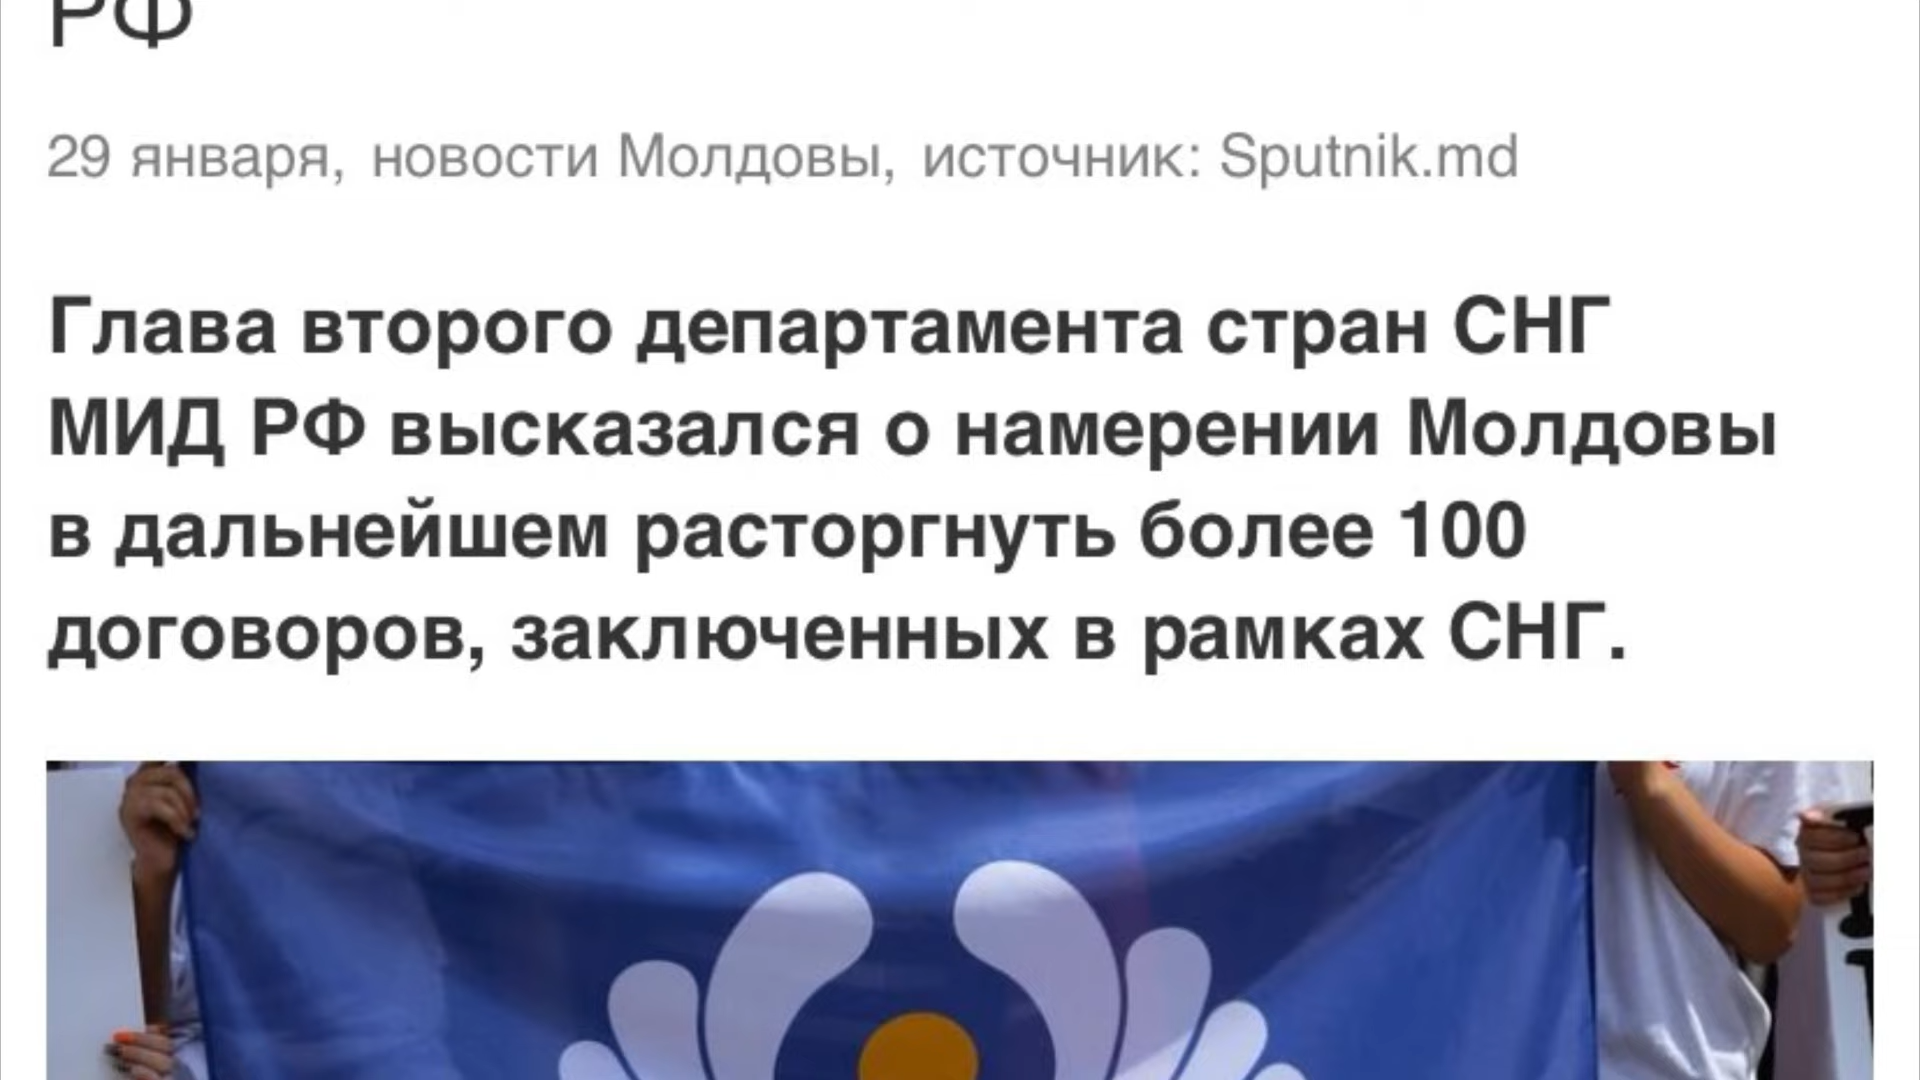 РФ
29 января, новости Молдовы, источник: Sputnik.md
Глава второго департамента стран СНГ
МИД РФ высказался о намерении Молдовы
в дальнейшем расторгнуть более 100
договоров, заключенных в рамках СНГ.